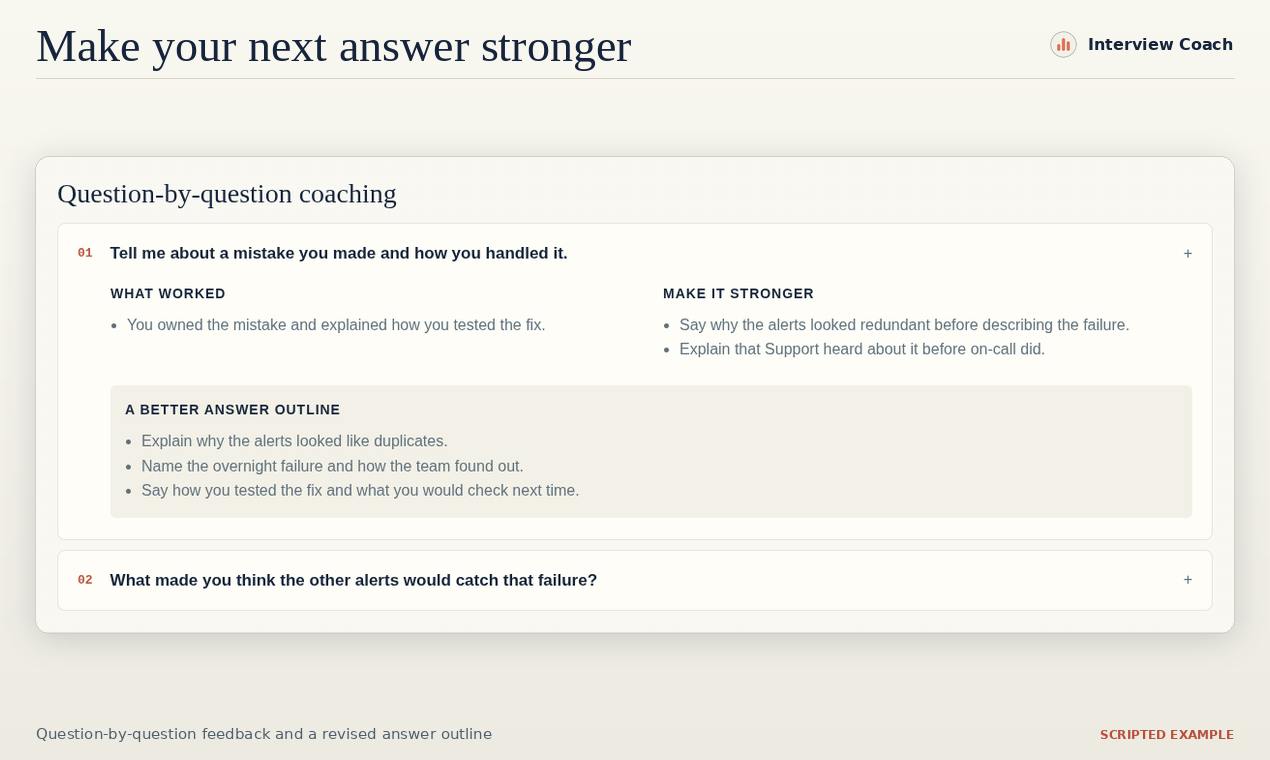 Make your next answer stronger
Interview Coach
Question-by-question coaching
01 Tell me about a mistake you made and how you handled it. +
WHAT WORKED
• You owned the mistake and explained how you tested the fix.
MAKE IT STRONGER
• Say why the alerts looked redundant before describing the failure.
• Explain that Support heard about it before on-call did.
A BETTER ANSWER OUTLINE
• Explain why the alerts looked like duplicates.
• Name the overnight failure and how the team found out.
• Say how you tested the fix and what you would check next time.
02 What made you think the other alerts would catch that failure? +
Question-by-question feedback and a revised answer outline
SCRIPTED EXAMPLE